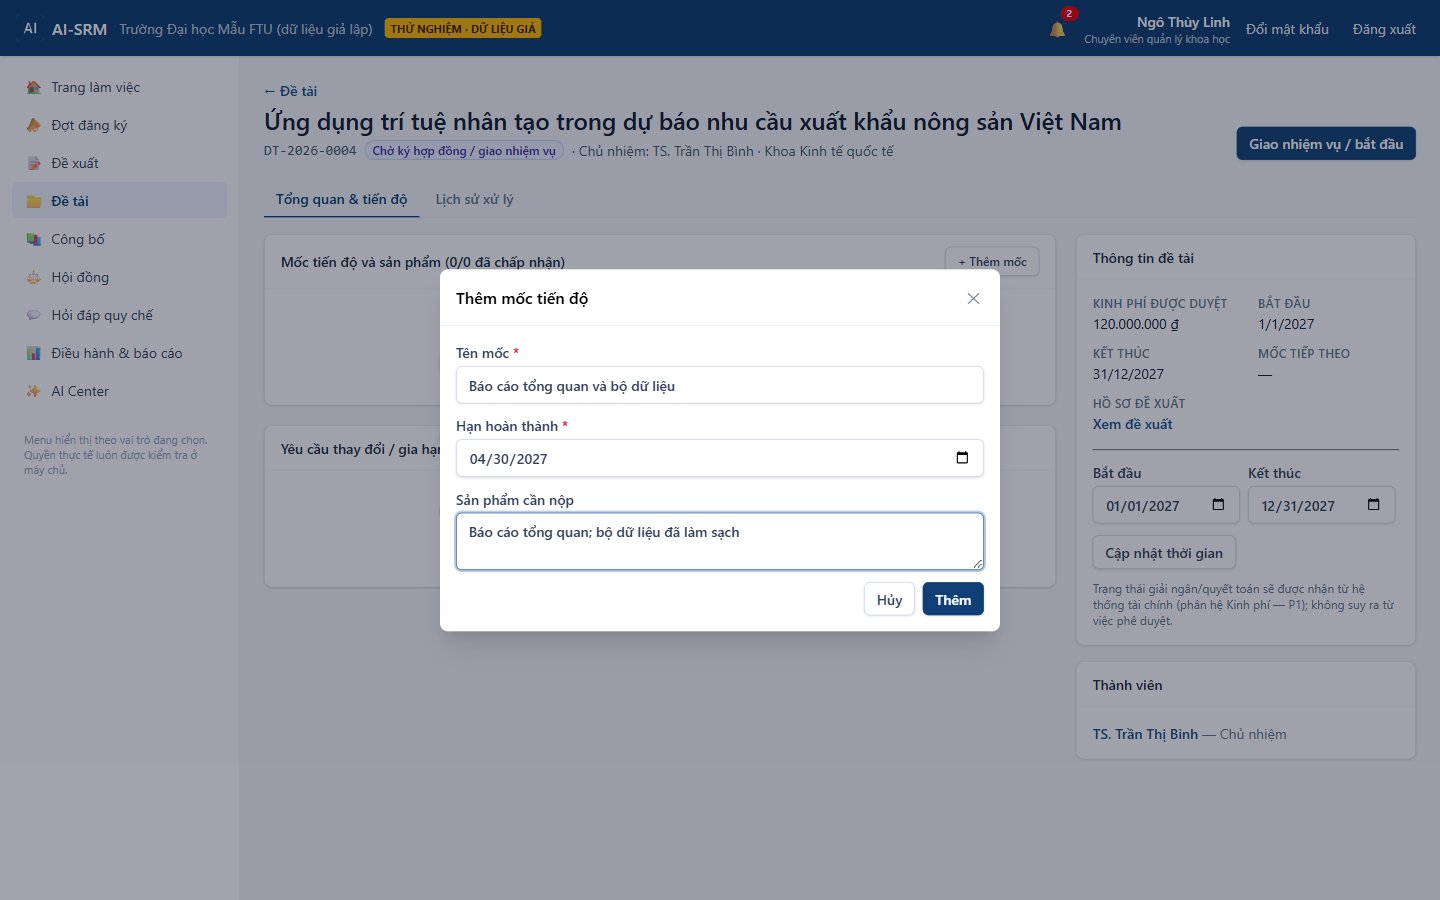 AI AI-SRM Trường Đại học Mẫu FTU (dữ liệu giả lập) THỬ NGHIỆM · DỮ LIỆU GIẢ
2
Ngô Thùy Linh
Chuyên viên quản lý khoa học
Đổi mật khẩu
Đăng xuất
Trang làm việc
Đợt đăng ký
Đề xuất
Đề tài
Công bố
Hội đồng
Hỏi đáp quy chế
Điều hành & báo cáo
AI Center
Menu hiển thị theo vai trò đang chọn.
Quyền thực tế luôn được kiểm tra ở
máy chủ.
← Đề tài
Ứng dụng trí tuệ nhân tạo trong dự báo nhu cầu xuất khẩu nông sản Việt Nam
DT-2026-0004 Chờ ký hợp đồng / giao nhiệm vụ · Chủ nhiệm: TS. Trần Thị Bình · Khoa Kinh tế quốc tế
Giao nhiệm vụ / bắt đầu
Tổng quan & tiến độ
Lịch sử xử lý
Mốc tiến độ và sản phẩm (0/0 đã chấp nhận)
+ Thêm mốc
Yêu cầu thay đổi / gia hạn
Thêm mốc tiến độ
Tên mốc *
Báo cáo tổng quan và bộ dữ liệu
Hạn hoàn thành *
04/30/2027
Sản phẩm cần nộp
Báo cáo tổng quan; bộ dữ liệu đã làm sạch
Hủy
Thêm
Thông tin đề tài
KINH PHÍ ĐƯỢC DUYỆT
120.000.000 ₫
BẮT ĐẦU
1/1/2027
KẾT THÚC
31/12/2027
MỐC TIẾP THEO
—
HỒ SƠ ĐỀ XUẤT
Xem đề xuất
Bắt đầu
01/01/2027
Kết thúc
12/31/2027
Cập nhật thời gian
Trạng thái giải ngân/quyết toán sẽ được nhận từ hệ
thống tài chính (phân hệ Kinh phí — P1); không suy ra từ
việc phê duyệt.
Thành viên
TS. Trần Thị Bình — Chủ nhiệm